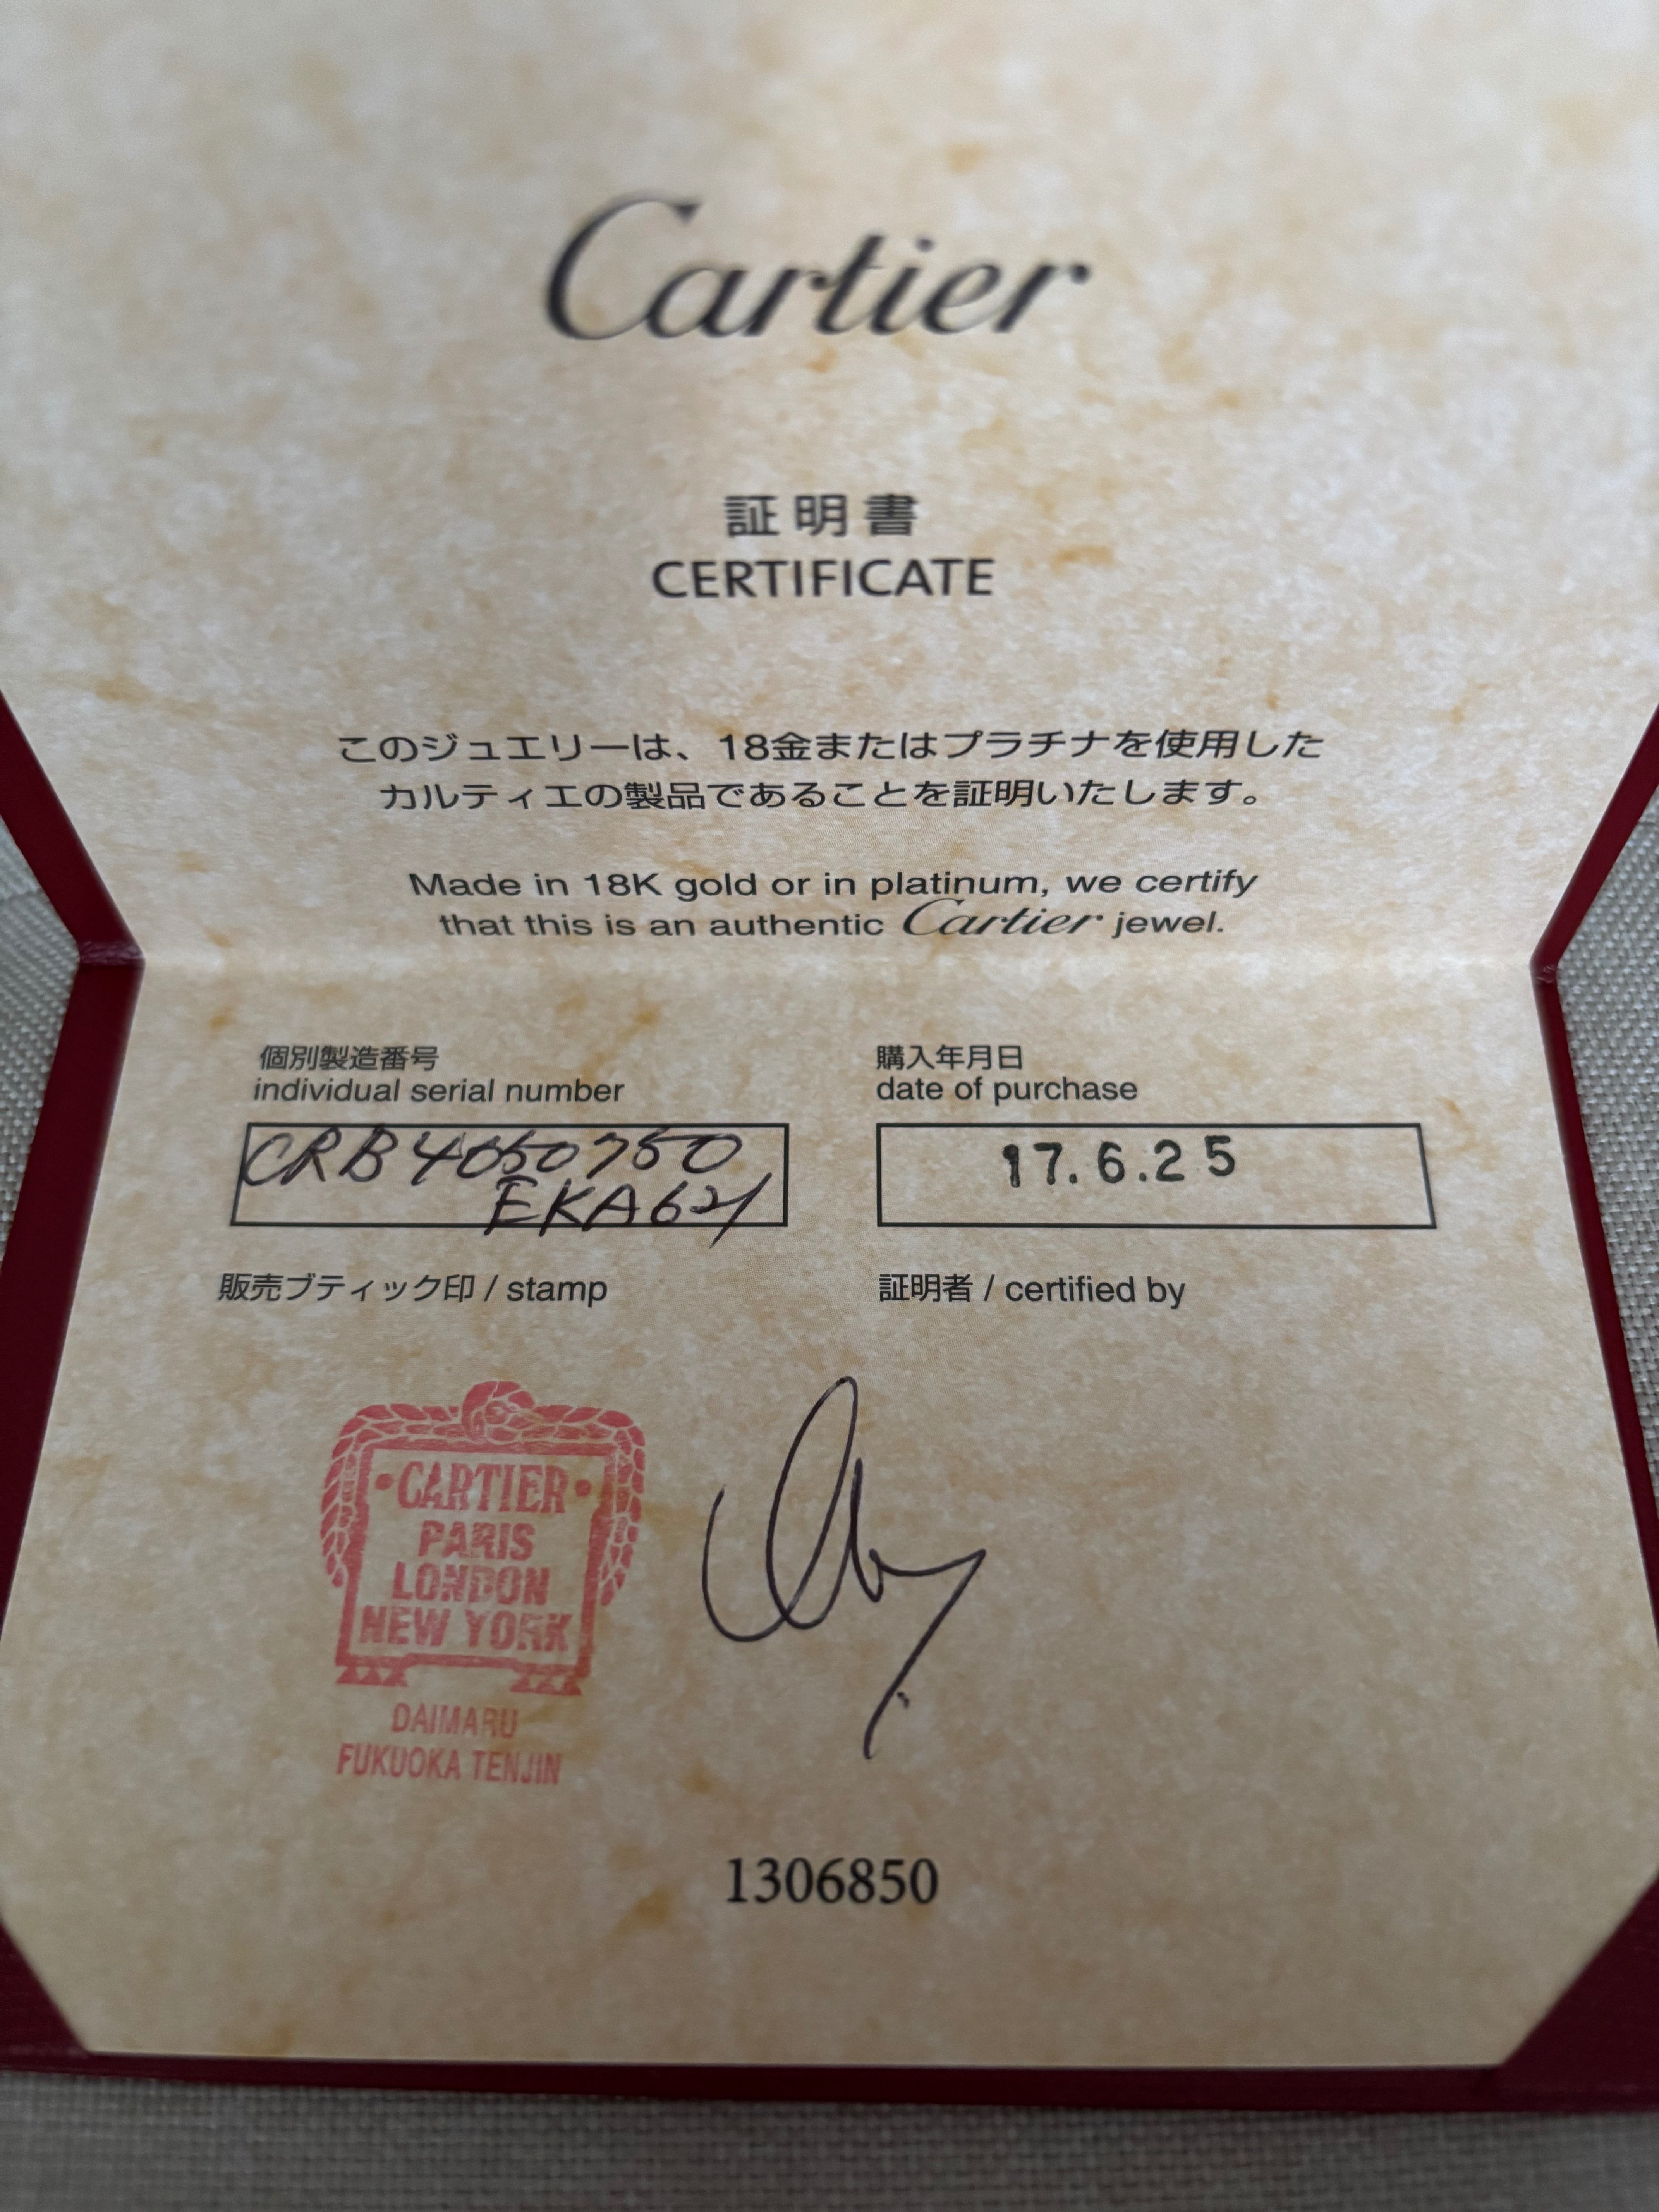 Cartier
証明書
CERTIFICATE
このジュエリーは、18金またはプラチナを使用した
カルティエの製品であることを証明いたします。
Made in 18K gold or in platinum, we certify
that this is an authentic Cartier jewel.
個別製造番号
individual serial number
CRB4050750
EKA621
購入年月日
date of purchase
17.6.25
販売ブティック印 / stamp
証明者 / certified by
·CARTIER·
PARIS
LONDON
NEW YORK
DAIMARU
FUKUOKA TENJIN
1306850